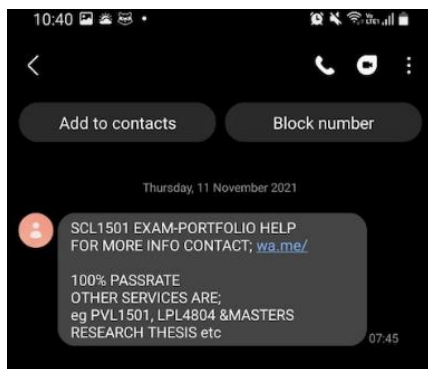 10:40
Add to contacts
Block number
Thursday, 11 November 2021
SCL1501 EXAM-PORTFOLIO HELP
FOR MORE INFO CONTACT; wa.me/
100% PASSRATE
OTHER SERVICES ARE;
eg PVL1501, LPL4804 &MASTERS
RESEARCH THESIS etc
07:45